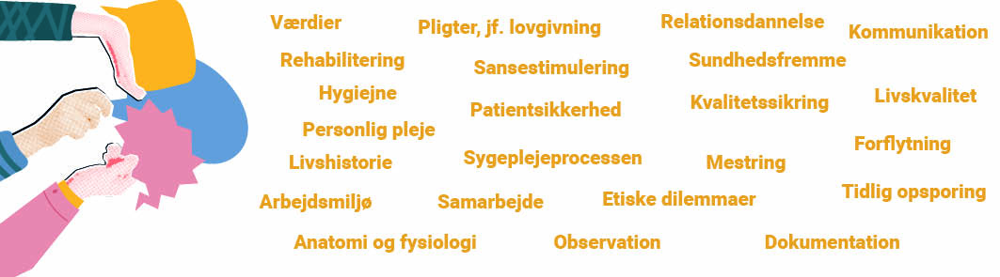 Værdier
Pligter, jf. lovgivning
Relationsdannelse
Kommunikation
Rehabilitering
Sansestimulering
Sundhedsfremme
Hygiejne
Patientsikkerhed
Kvalitetssikring
Livskvalitet
Personlig pleje
Sygeplejeprocessen
Forflytning
Livshistorie
Mestring
Arbejdsmiljø
Samarbejde
Etiske dilemmaer
Tidlig opsporing
Anatomi og fysiologi
Observation
Dokumentation